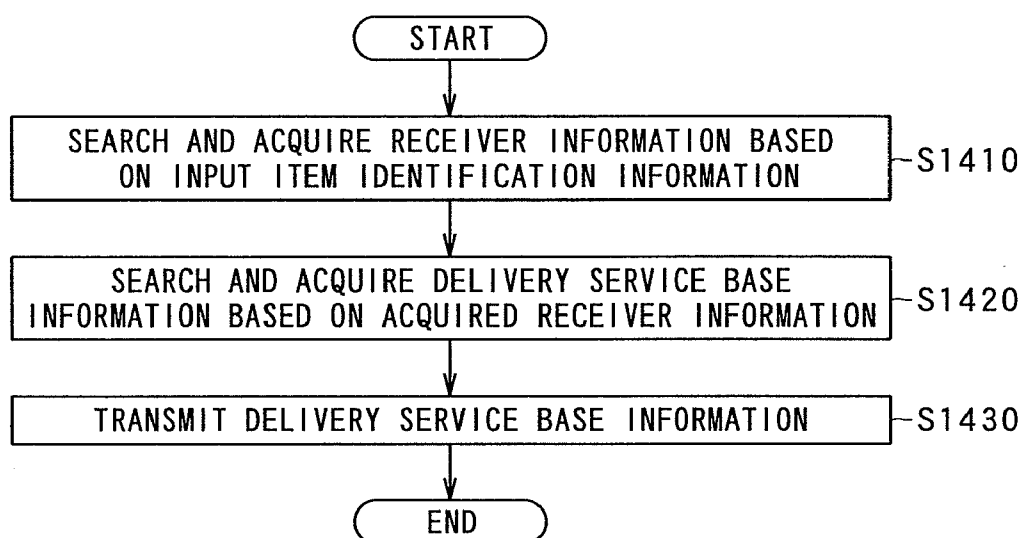 START
SEARCH AND ACQUIRE RECEIVER INFORMATION BASED
ON INPUT ITEM IDENTIFICATION INFORMATION
S1410
SEARCH AND ACQUIRE DELIVERY SERVICE BASE
INFORMATION BASED ON ACQUIRED RECEIVER INFORMATION
S1420
TRANSMIT DELIVERY SERVICE BASE INFORMATION
S1430
END